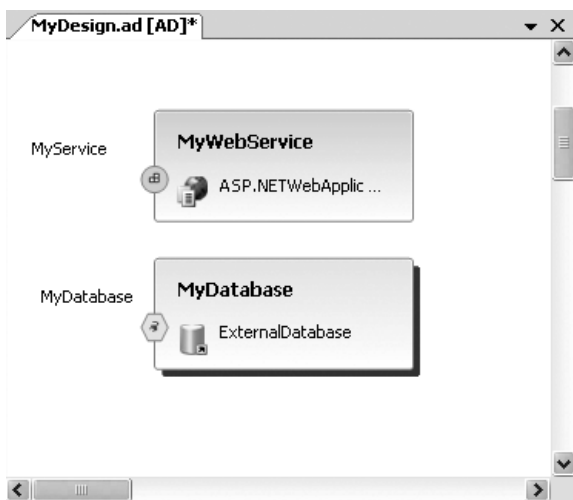 MyDesign.ad [AD]*
MyWebService
MyService
ASP.NETWebApplic ...
MyDatabase
MyDatabase
ExternalDatabase